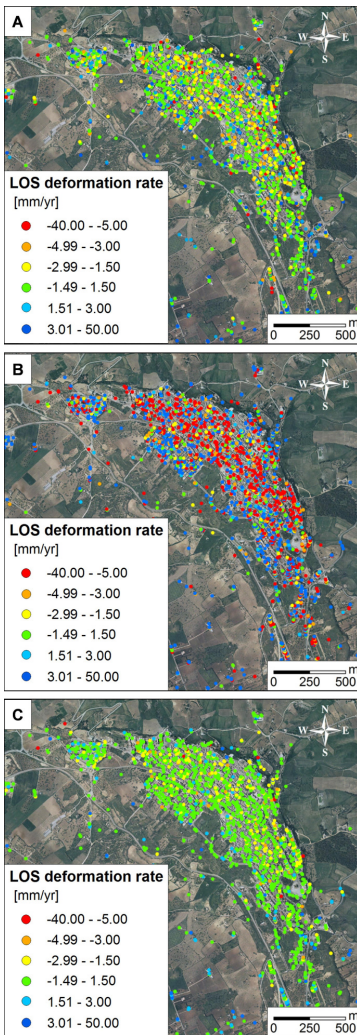 A
N
W E
S
LOS deformation rate
[mm/yr]
-40.00 - -5.00
-4.99 - -3.00
-2.99 - -1.50
-1.49 - 1.50
1.51 - 3.00
3.01 - 50.00
m
0 250 500
B
N
W E
S
LOS deformation rate
[mm/yr]
-40.00 - -5.00
-4.99 - -3.00
-2.99 - -1.50
-1.49 - 1.50
1.51 - 3.00
3.01 - 50.00
m
0 250 500
C
N
W E
S
LOS deformation rate
[mm/yr]
-40.00 - -5.00
-4.99 - -3.00
-2.99 - -1.50
-1.49 - 1.50
1.51 - 3.00
3.01 - 50.00
m
0 250 500